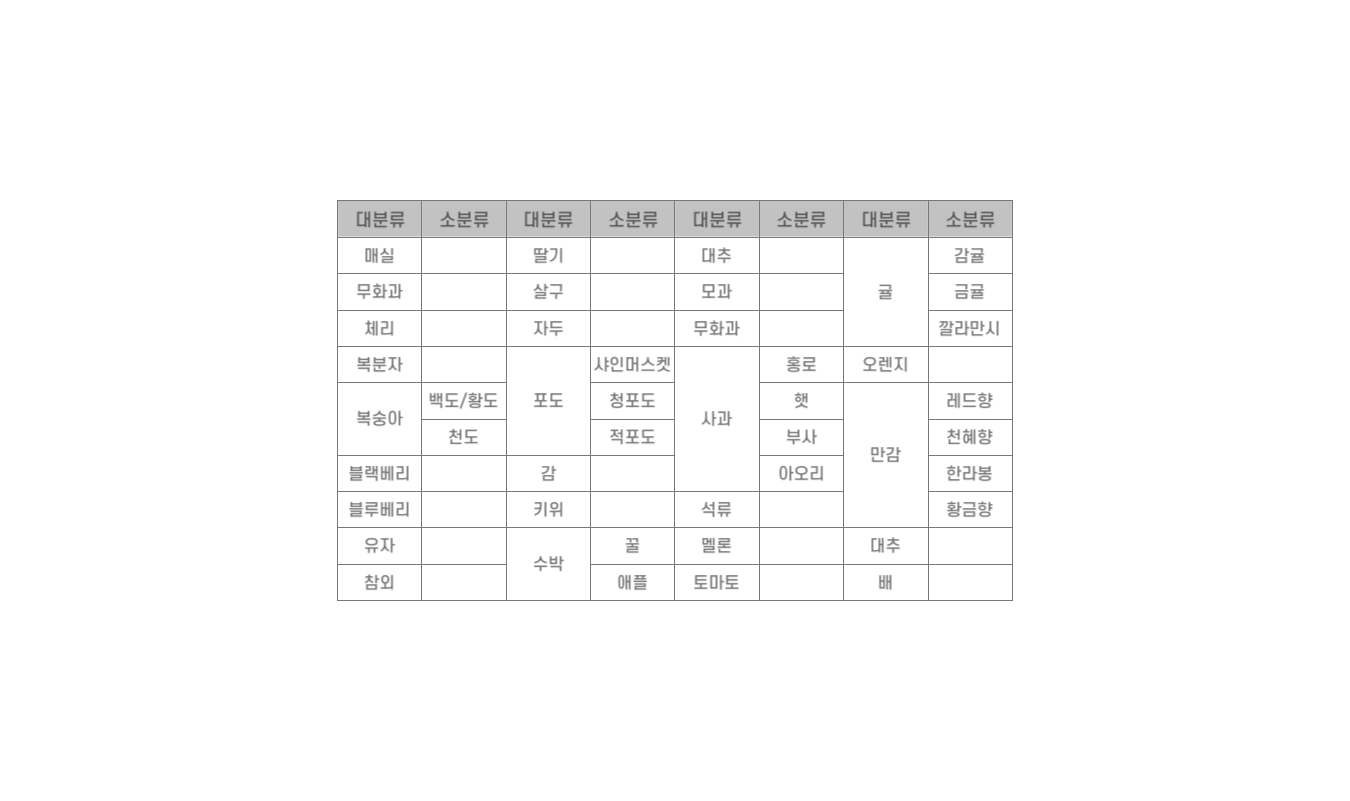 대분류 소분류 대분류 소분류 대분류 소분류 대분류 소분류
매실 딸기 대추 귤 감귤
무화과 살구 모과 금귤
체리 자두 무화과 깔라만시
복분자 포도 샤인머스켓 사과 홍로 오렌지
복숭아 백도/황도 청포도 햇 만감 레드향
천도 적포도 부사 천혜향
블랙베리 감 아오리 한라봉
블루베리 키위 석류 황금향
유자 수박 꿀 멜론 대추
참외 애플 토마토 배